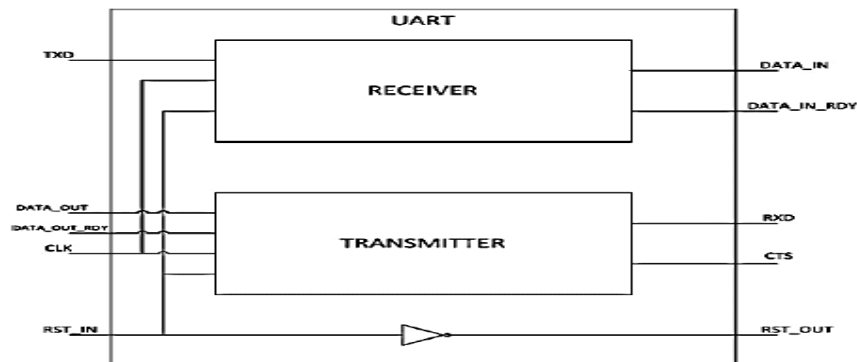 UART
TXD
RECEIVER
DATA_IN
DATA_IN_RDY
DATA_OUT
DATA_OUT_RDY
CLK
TRANSMITTER
RXD
CTS
RST_IN
RST_OUT